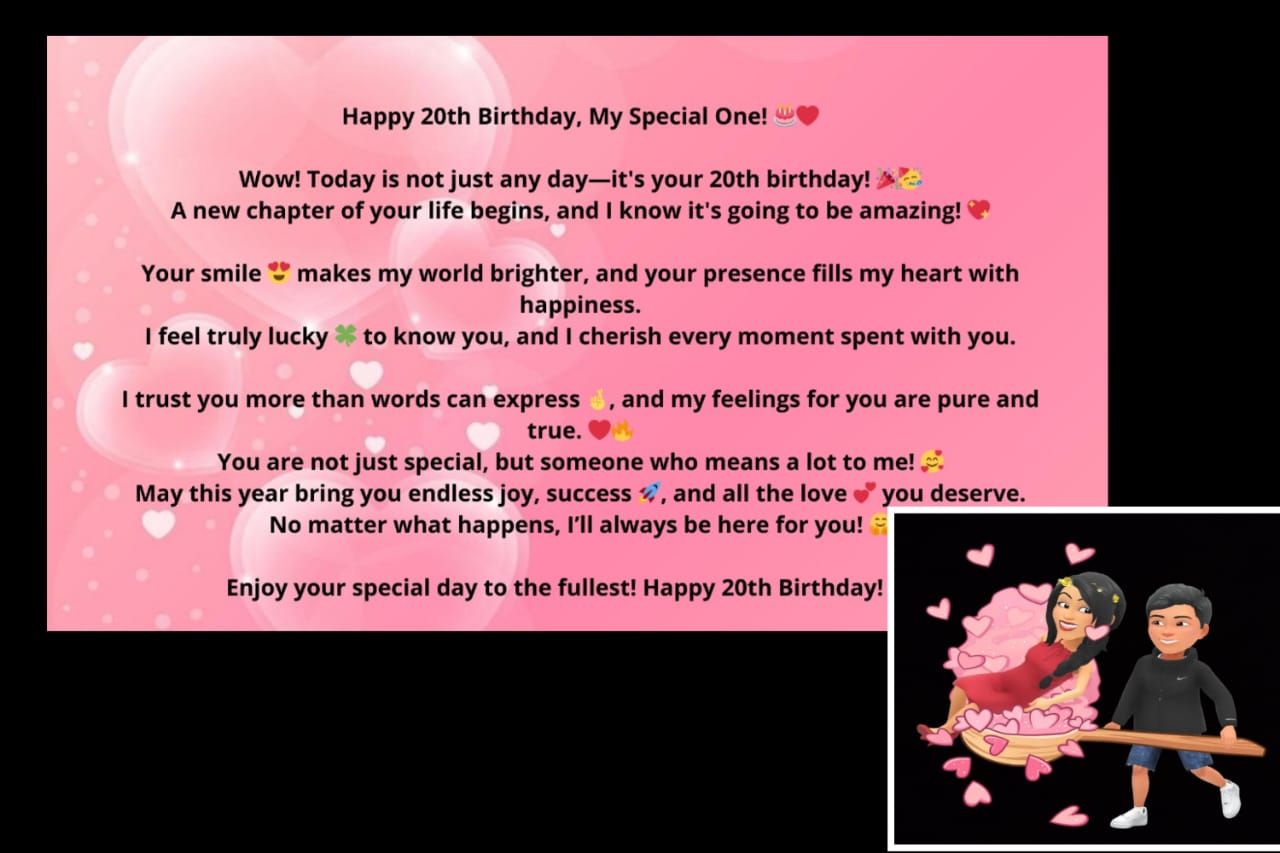 Happy 20th Birthday, My Special One! 🎂❤️
Wow! Today is not just any day—it's your 20th birthday! 🎉🥳
A new chapter of your life begins, and I know it's going to be amazing! 💖
Your smile 😍 makes my world brighter, and your presence fills my heart with
happiness.
I feel truly lucky 🍀 to know you, and I cherish every moment spent with you.
I trust you more than words can express 🤞, and my feelings for you are pure and
true. ❤️🔥
You are not just special, but someone who means a lot to me! 🥰
May this year bring you endless joy, success 🚀, and all the love 💕 you deserve.
No matter what happens, I’ll always be here for you! 🤗
Enjoy your special day to the fullest! Happy 20th Birthday!